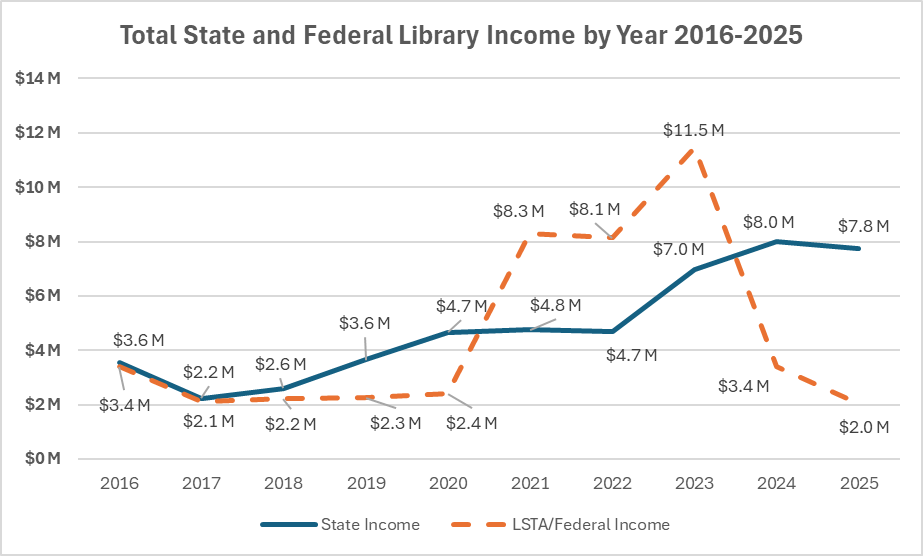 Total State and Federal Library Income by Year 2016-2025
$14 M
$12 M
$10 M
$8 M
$6 M
$4 M
$2 M
$0 M
$3.6 M
$2.2 M
$2.6 M
$3.6 M
$4.7 M
$4.8 M
$4.7 M
$7.0 M
$8.0 M
$7.8 M
$3.4 M
$2.1 M
$2.2 M
$2.3 M
$2.4 M
$8.3 M
$8.1 M
$11.5 M
$3.4 M
$2.0 M
2016 2017 2018 2019 2020 2021 2022 2023 2024 2025
State Income LSTA/Federal Income